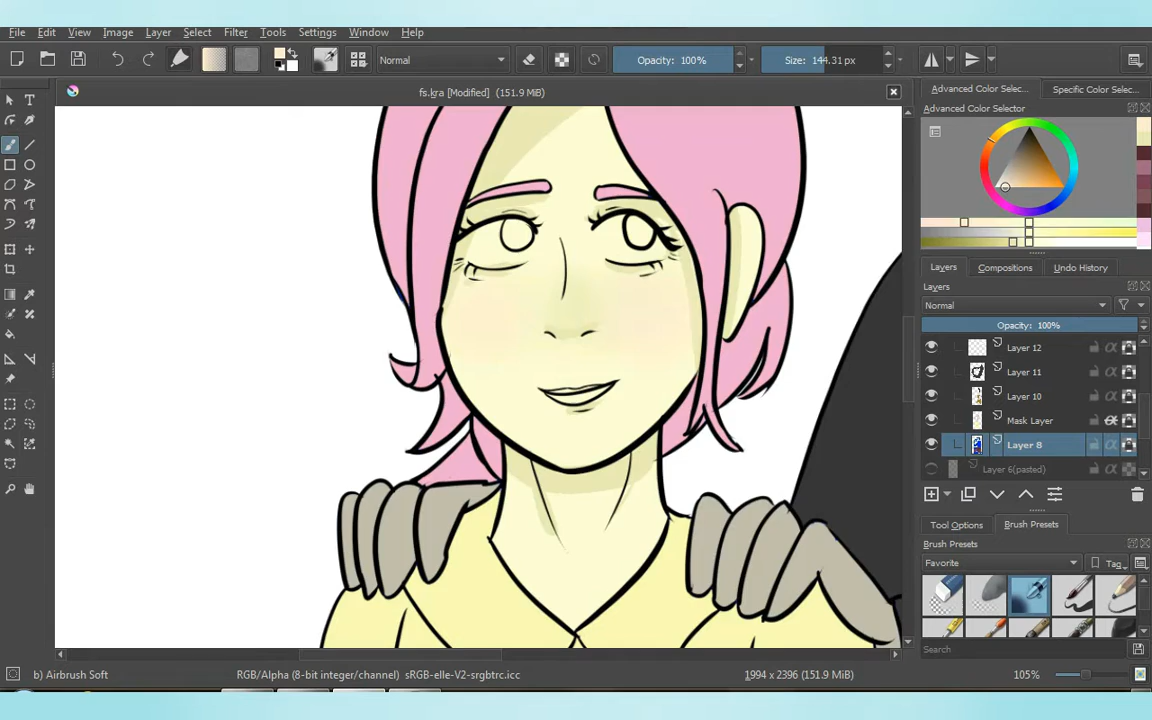 File Edit View Image Layer Select Filter Tools Settings Window Help
Normal Opacity: 100% Size: 144.31 px
fs.kra [Modified] (151.9 MiB)
Advanced Color Selec... Specific Color Selec...
Advanced Color Selector
Layers Compositions Undo History
Layers
Normal
Opacity: 100%
Layer 12
Layer 11
Layer 10
Mask Layer
Layer 8
Layer 6(pasted)
Tool Options Brush Presets
Brush Presets
Favorite Tag
Search
b) Airbrush Soft RGB/Alpha (8-bit integer/channel) sRGB-elle-V2-srgbtrc.icc 1994 x 2396 (151.9 MiB) 105%